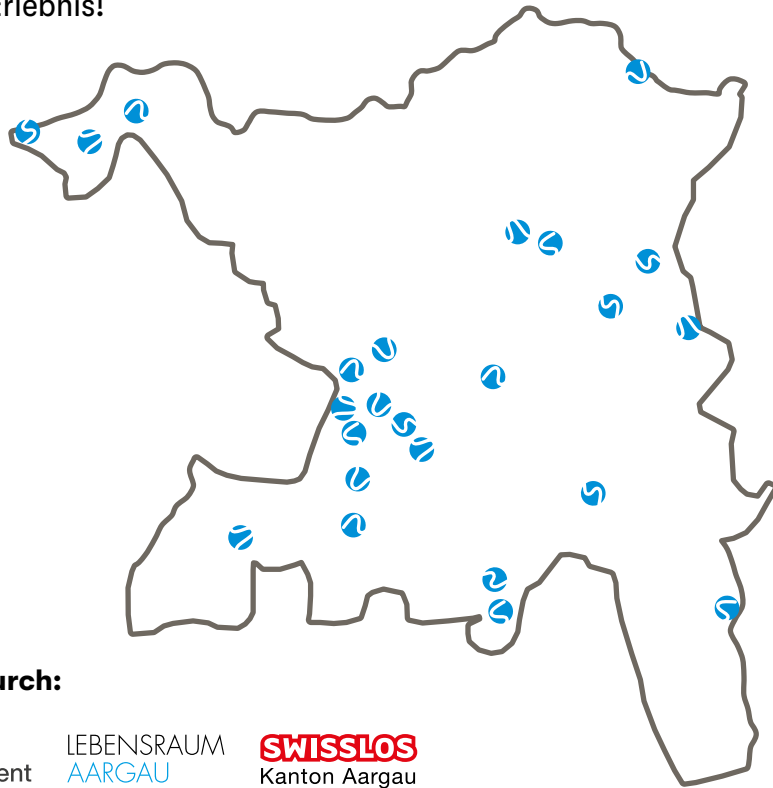 rlebnis!
urch:
LEBENSRAUM
AARGAU
SWISSLOS
Kanton Aargau
ent